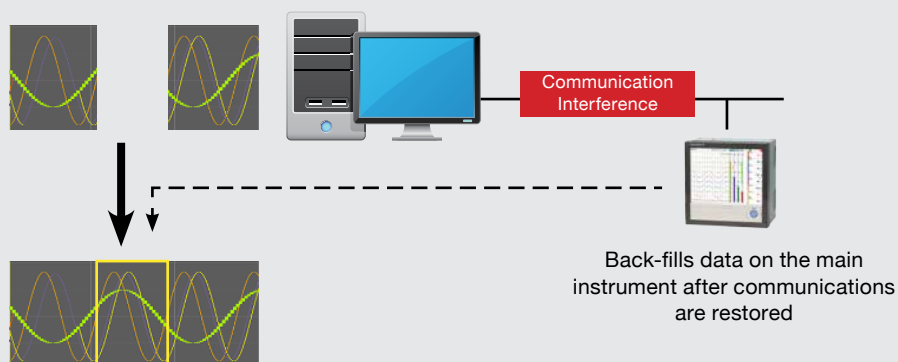 Communication
Interference
Back-fills data on the main
instrument after communications
are restored